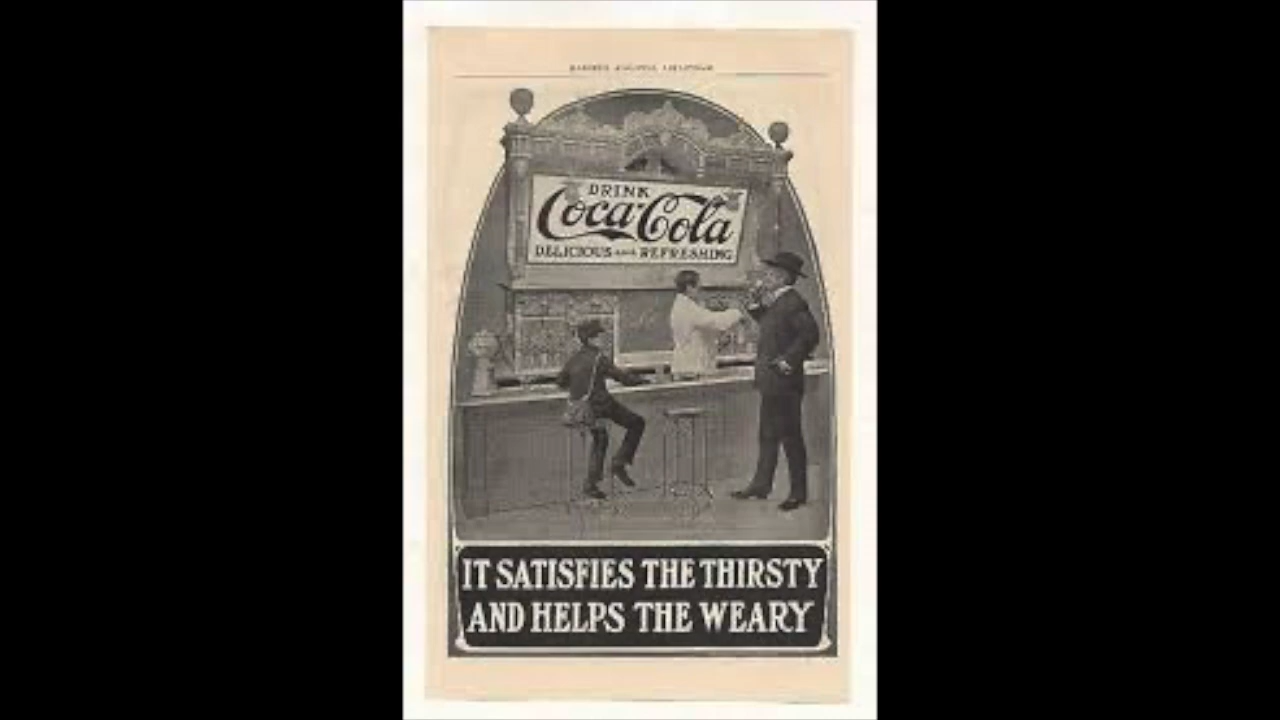 DRINK
Coca-Cola
DELICIOUS AND REFRESHING
IT SATISFIES THE THIRSTY
AND HELPS THE WEARY